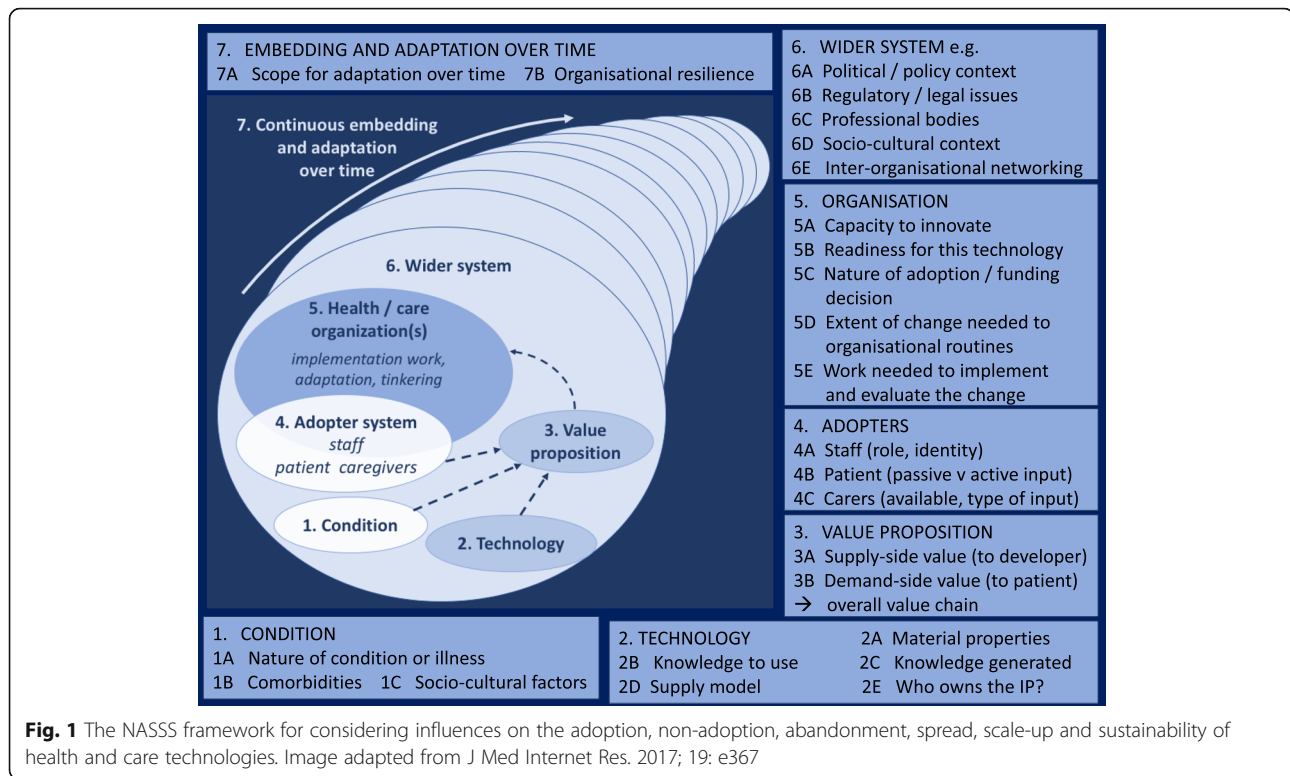 7. EMBEDDING AND ADAPTATION OVER TIME
7A Scope for adaptation over time 7B Organisational resilience
7. Continuous embedding
and adaptation
over time
6. Wider system
5. Health / care
organization(s)
implementation work,
adaptation, tinkering
4. Adopter system
staff
patient caregivers
3. Value
proposition
1. Condition
2. Technology
6. WIDER SYSTEM e.g.
6A Political / policy context
6B Regulatory / legal issues
6C Professional bodies
6D Socio-cultural context
6E Inter-organisational networking
5. ORGANISATION
5A Capacity to innovate
5B Readiness for this technology
5C Nature of adoption / funding
decision
5D Extent of change needed to
organisational routines
5E Work needed to implement
and evaluate the change
4. ADOPTERS
4A Staff (role, identity)
4B Patient (passive v active input)
4C Carers (available, type of input)
3. VALUE PROPOSITION
3A Supply-side value (to developer)
3B Demand-side value (to patient)
→ overall value chain
1. CONDITION
1A Nature of condition or illness
1B Comorbidities 1C Socio-cultural factors
2. TECHNOLOGY 2A Material properties
2B Knowledge to use 2C Knowledge generated
2D Supply model 2E Who owns the IP?
Fig. 1 The NASSS framework for considering influences on the adoption, non-adoption, abandonment, spread, scale-up and sustainability of
health and care technologies. Image adapted from J Med Internet Res. 2017; 19: e367